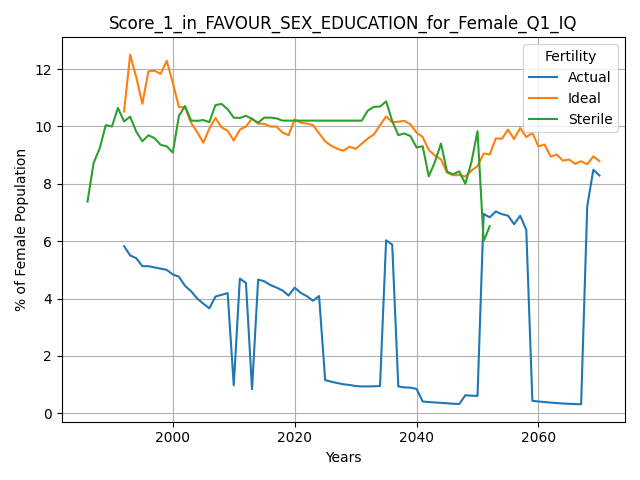 Score_1_in_FAVOUR_SEX_EDUCATION_for_Female_Q1_IQ
% of Female Population
12
10
8
6
4
2
0
Fertility
Actual
Ideal
Sterile
2000 2020 2040 2060
Years